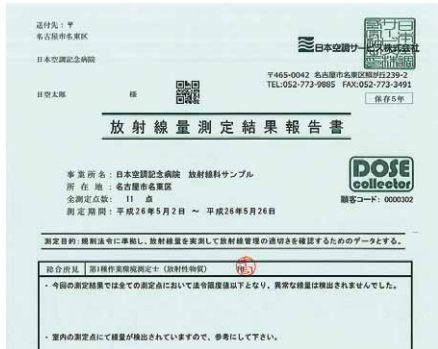 送付先：〒
名古屋市名東区
日本空調サービス株式会社
日本空調記念病院
〒465-0042 名古屋市名東区照が丘239-2
TEL:052-773-9885 FAX:052-773-3491
日空太郎 様
保存5年
放射線量測定結果報告書
DOSE
collector
事業所名：日本空調記念病院 放射線科サンプル
所在地：名古屋市名東区
全測定点数： 11 点
顧客コード：0000302
測定期間：平成26年5月2日 ～ 平成26年5月26日
測定目的：規制法令に準拠し、放射線量を実測して放射線管理の適切さを確認するためのデータとする。
総合所見 第1種作業環境測定士（放射性物質）
・今回の測定結果では全ての測定点において法令限度値以下となり、異常な線量は検出されませんでした。
・室内の測定点にて線量が検出されていますので、参考にして下さい。